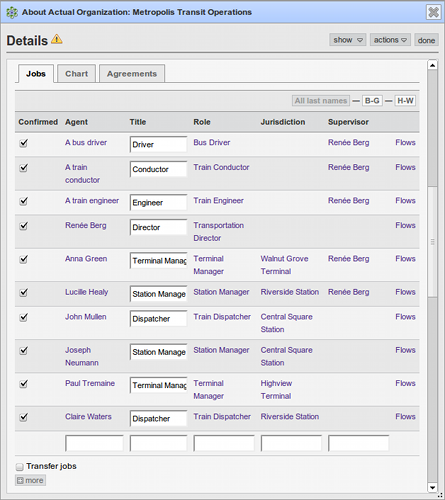 About Actual Organization: Metropolis Transit Operations
Details
show actions done
Jobs Chart Agreements
All last names — B-G — H-W
Confirmed Agent Title Role Jurisdiction Supervisor
A bus driver Driver Bus Driver Renée Berg Flows
A train conductor Conductor Train Conductor Renée Berg Flows
A train engineer Engineer Train Engineer Renée Berg Flows
Renée Berg Director Transportation Director Flows
Anna Green Terminal Manag Terminal Manager Walnut Grove Terminal Renée Berg Flows
Lucille Healy Station Manage Station Manager Riverside Station Renée Berg Flows
John Mullen Dispatcher Train Dispatcher Central Square Station Flows
Joseph Neumann Station Manage Station Manager Central Square Station Flows
Paul Tremaine Terminal Manag Terminal Manager Highview Terminal Flows
Claire Waters Dispatcher Train Dispatcher Riverside Station Flows
Transfer jobs
more